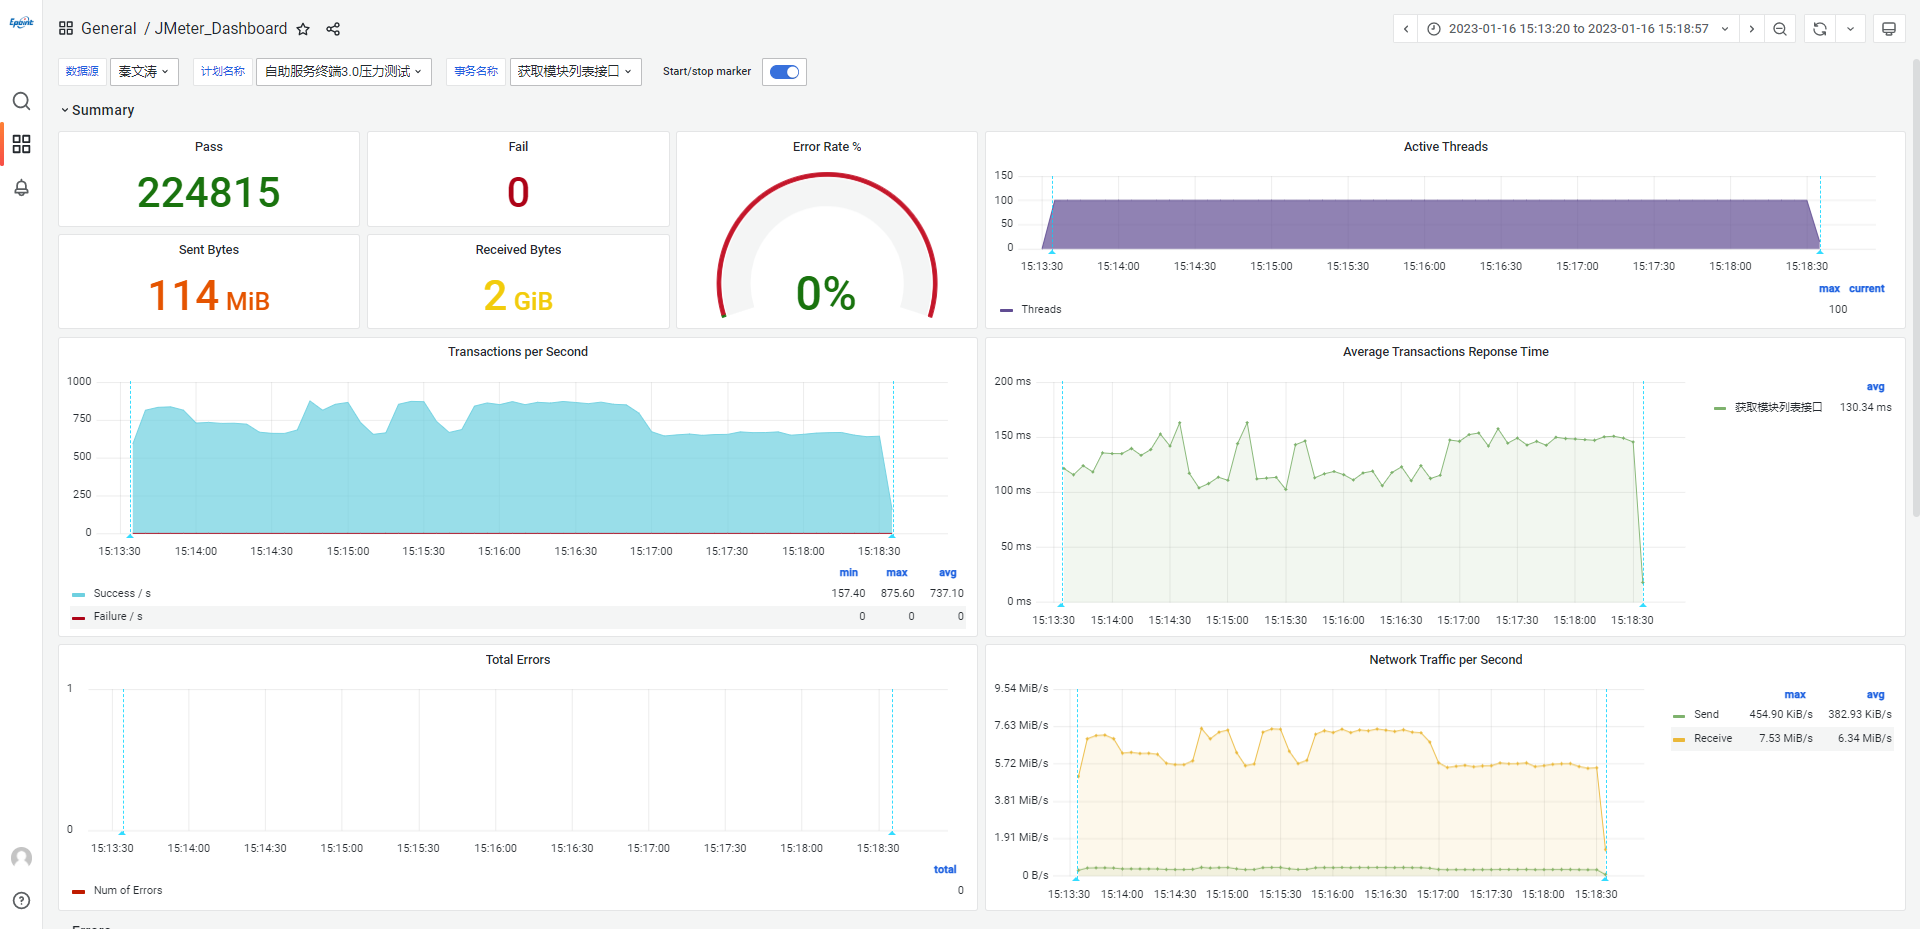 Epoint
General / JMeter_Dashboard
2023-01-16 15:13:20 to 2023-01-16 15:18:57
数据源 秦文涛 计划名称 自助服务终端3.0压力测试 事务名称 获取模块列表接口 Start/stop marker
Summary
Pass
224815
Fail
0
Error Rate %
0%
Sent Bytes
114 MiB
Received Bytes
2 GiB
Active Threads
150
100
50
0
15:13:30 15:14:00 15:14:30 15:15:00 15:15:30 15:16:00 15:16:30 15:17:00 15:17:30 15:18:00 15:18:30
max current
Threads 100
Transactions per Second
1000
750
500
250
0
15:13:30 15:14:00 15:14:30 15:15:00 15:15:30 15:16:00 15:16:30 15:17:00 15:17:30 15:18:00 15:18:30
min max avg
Success / s 157.40 875.60 737.10
Failure / s 0 0 0
Average Transactions Reponse Time
200 ms
150 ms
100 ms
50 ms
0 ms
15:13:30 15:14:00 15:14:30 15:15:00 15:15:30 15:16:00 15:16:30 15:17:00 15:17:30 15:18:00 15:18:30
avg
获取模块列表接口 130.34 ms
Total Errors
1
0
15:13:30 15:14:00 15:14:30 15:15:00 15:15:30 15:16:00 15:16:30 15:17:00 15:17:30 15:18:00 15:18:30
total
Num of Errors 0
Network Traffic per Second
9.54 MiB/s
7.63 MiB/s
5.72 MiB/s
3.81 MiB/s
1.91 MiB/s
0 B/s
15:13:30 15:14:00 15:14:30 15:15:00 15:15:30 15:16:00 15:16:30 15:17:00 15:17:30 15:18:00 15:18:30
max avg
Send 454.90 KiB/s 382.93 KiB/s
Receive 7.53 MiB/s 6.34 MiB/s
Errors